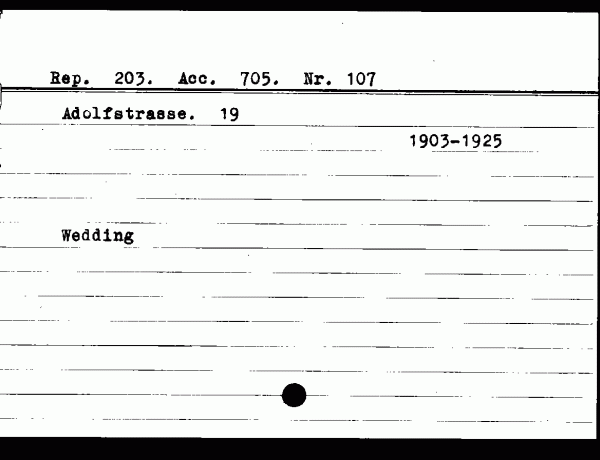 Rep. 203. Acc. 705. Nr. 107
Adolfstrasse. 19
1903-1925
Wedding